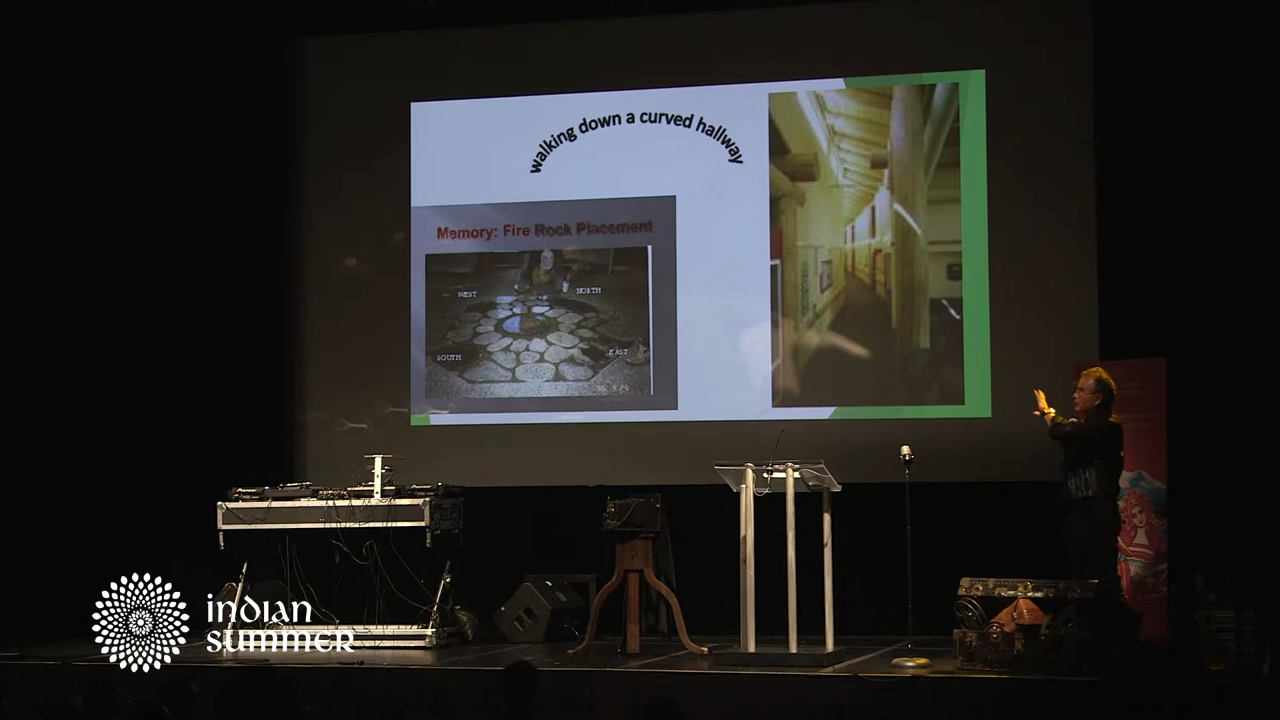 walking down a curved hallway
Memory: Fire Rock Placement
WEST
NORTH
SOUTH
EAST
indian
summer